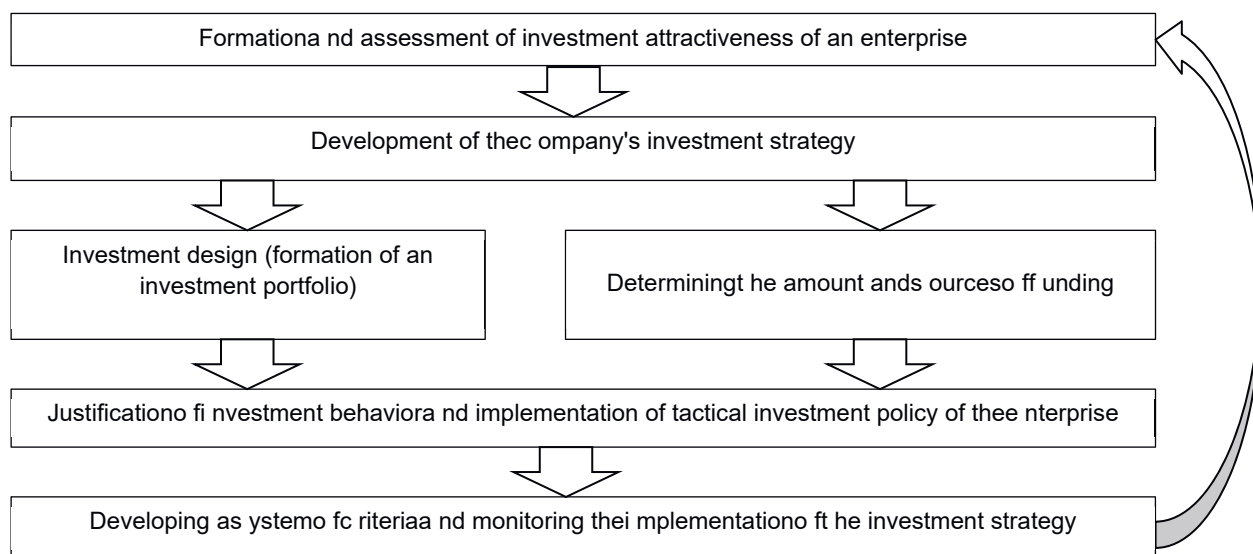 Formationa nd assessment of investment attractiveness of an enterprise
Development of thec ompany's investment strategy
Investment design (formation of an
investment portfolio)
Determiningt he amount ands ourceso ff unding
Justificationo fi nvestment behaviora nd implementation of tactical investment policy of thee nterprise
Developing as ystemo fc riteriaa nd monitoring thei mplementationo ft he investment strategy